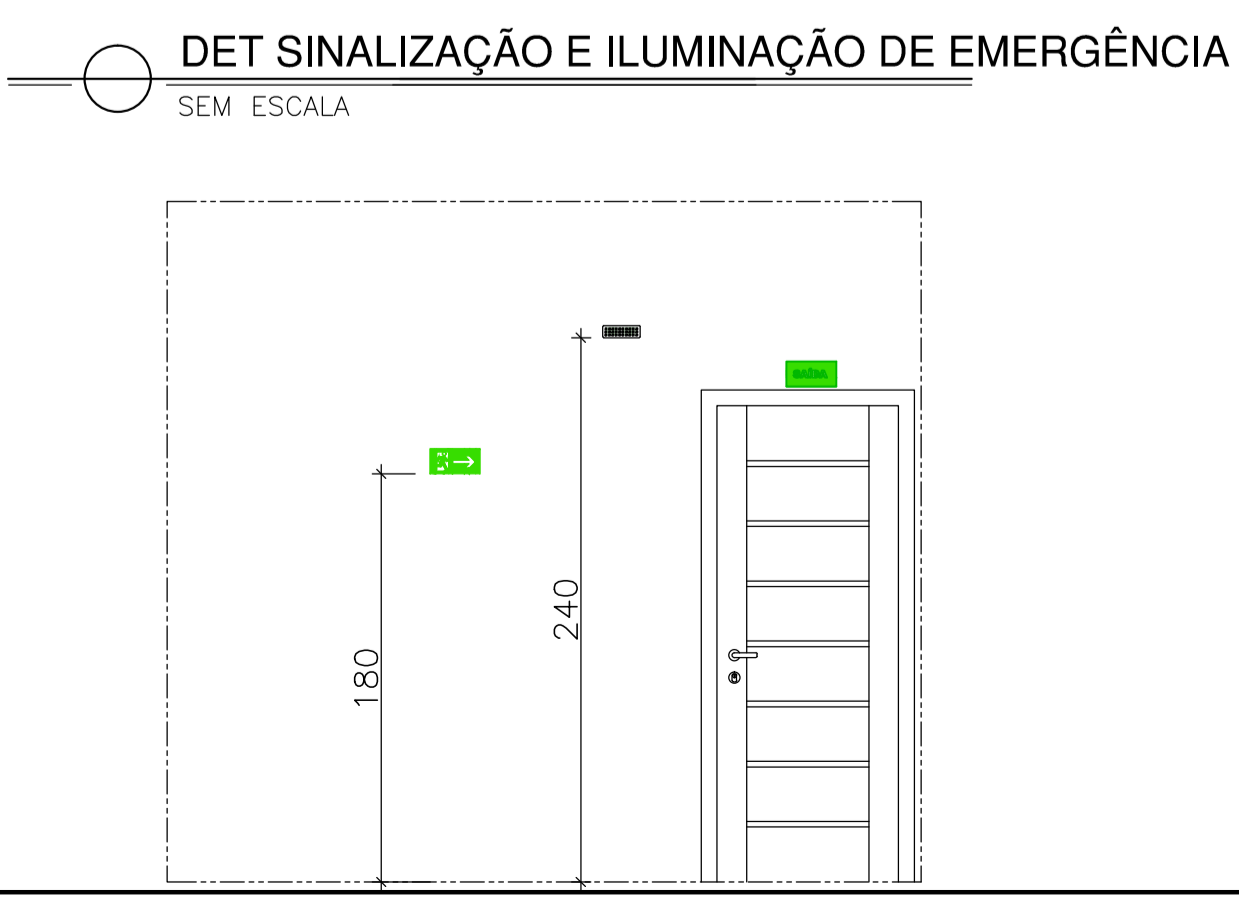 DET SINALIZAÇÃO E ILUMINAÇÃO DE EMERGÊNCIA
SEM ESCALA
SAÍDA
240
180